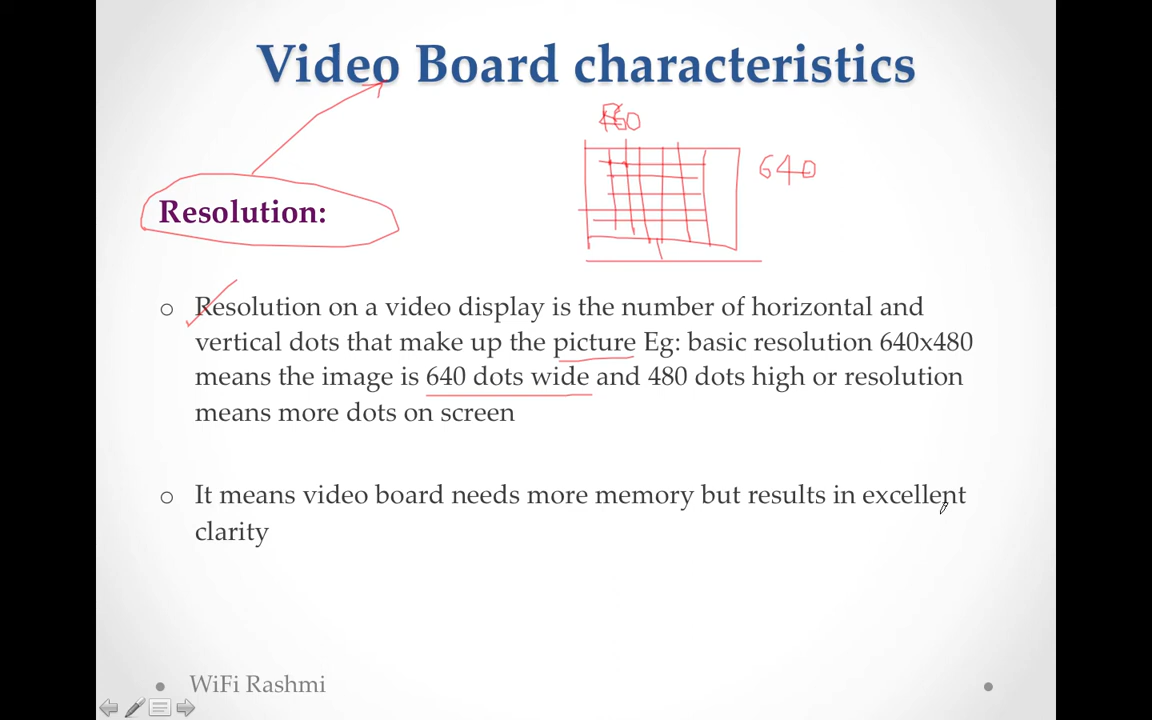 Video Board characteristics
640
Resolution:
Resolution on a video display is the number of horizontal and
vertical dots that make up the picture Eg: basic resolution 640x480
means the image is 640 dots wide and 480 dots high or resolution
means more dots on screen
It means video board needs more memory but results in excellent
clarity
WiFi Rashmi